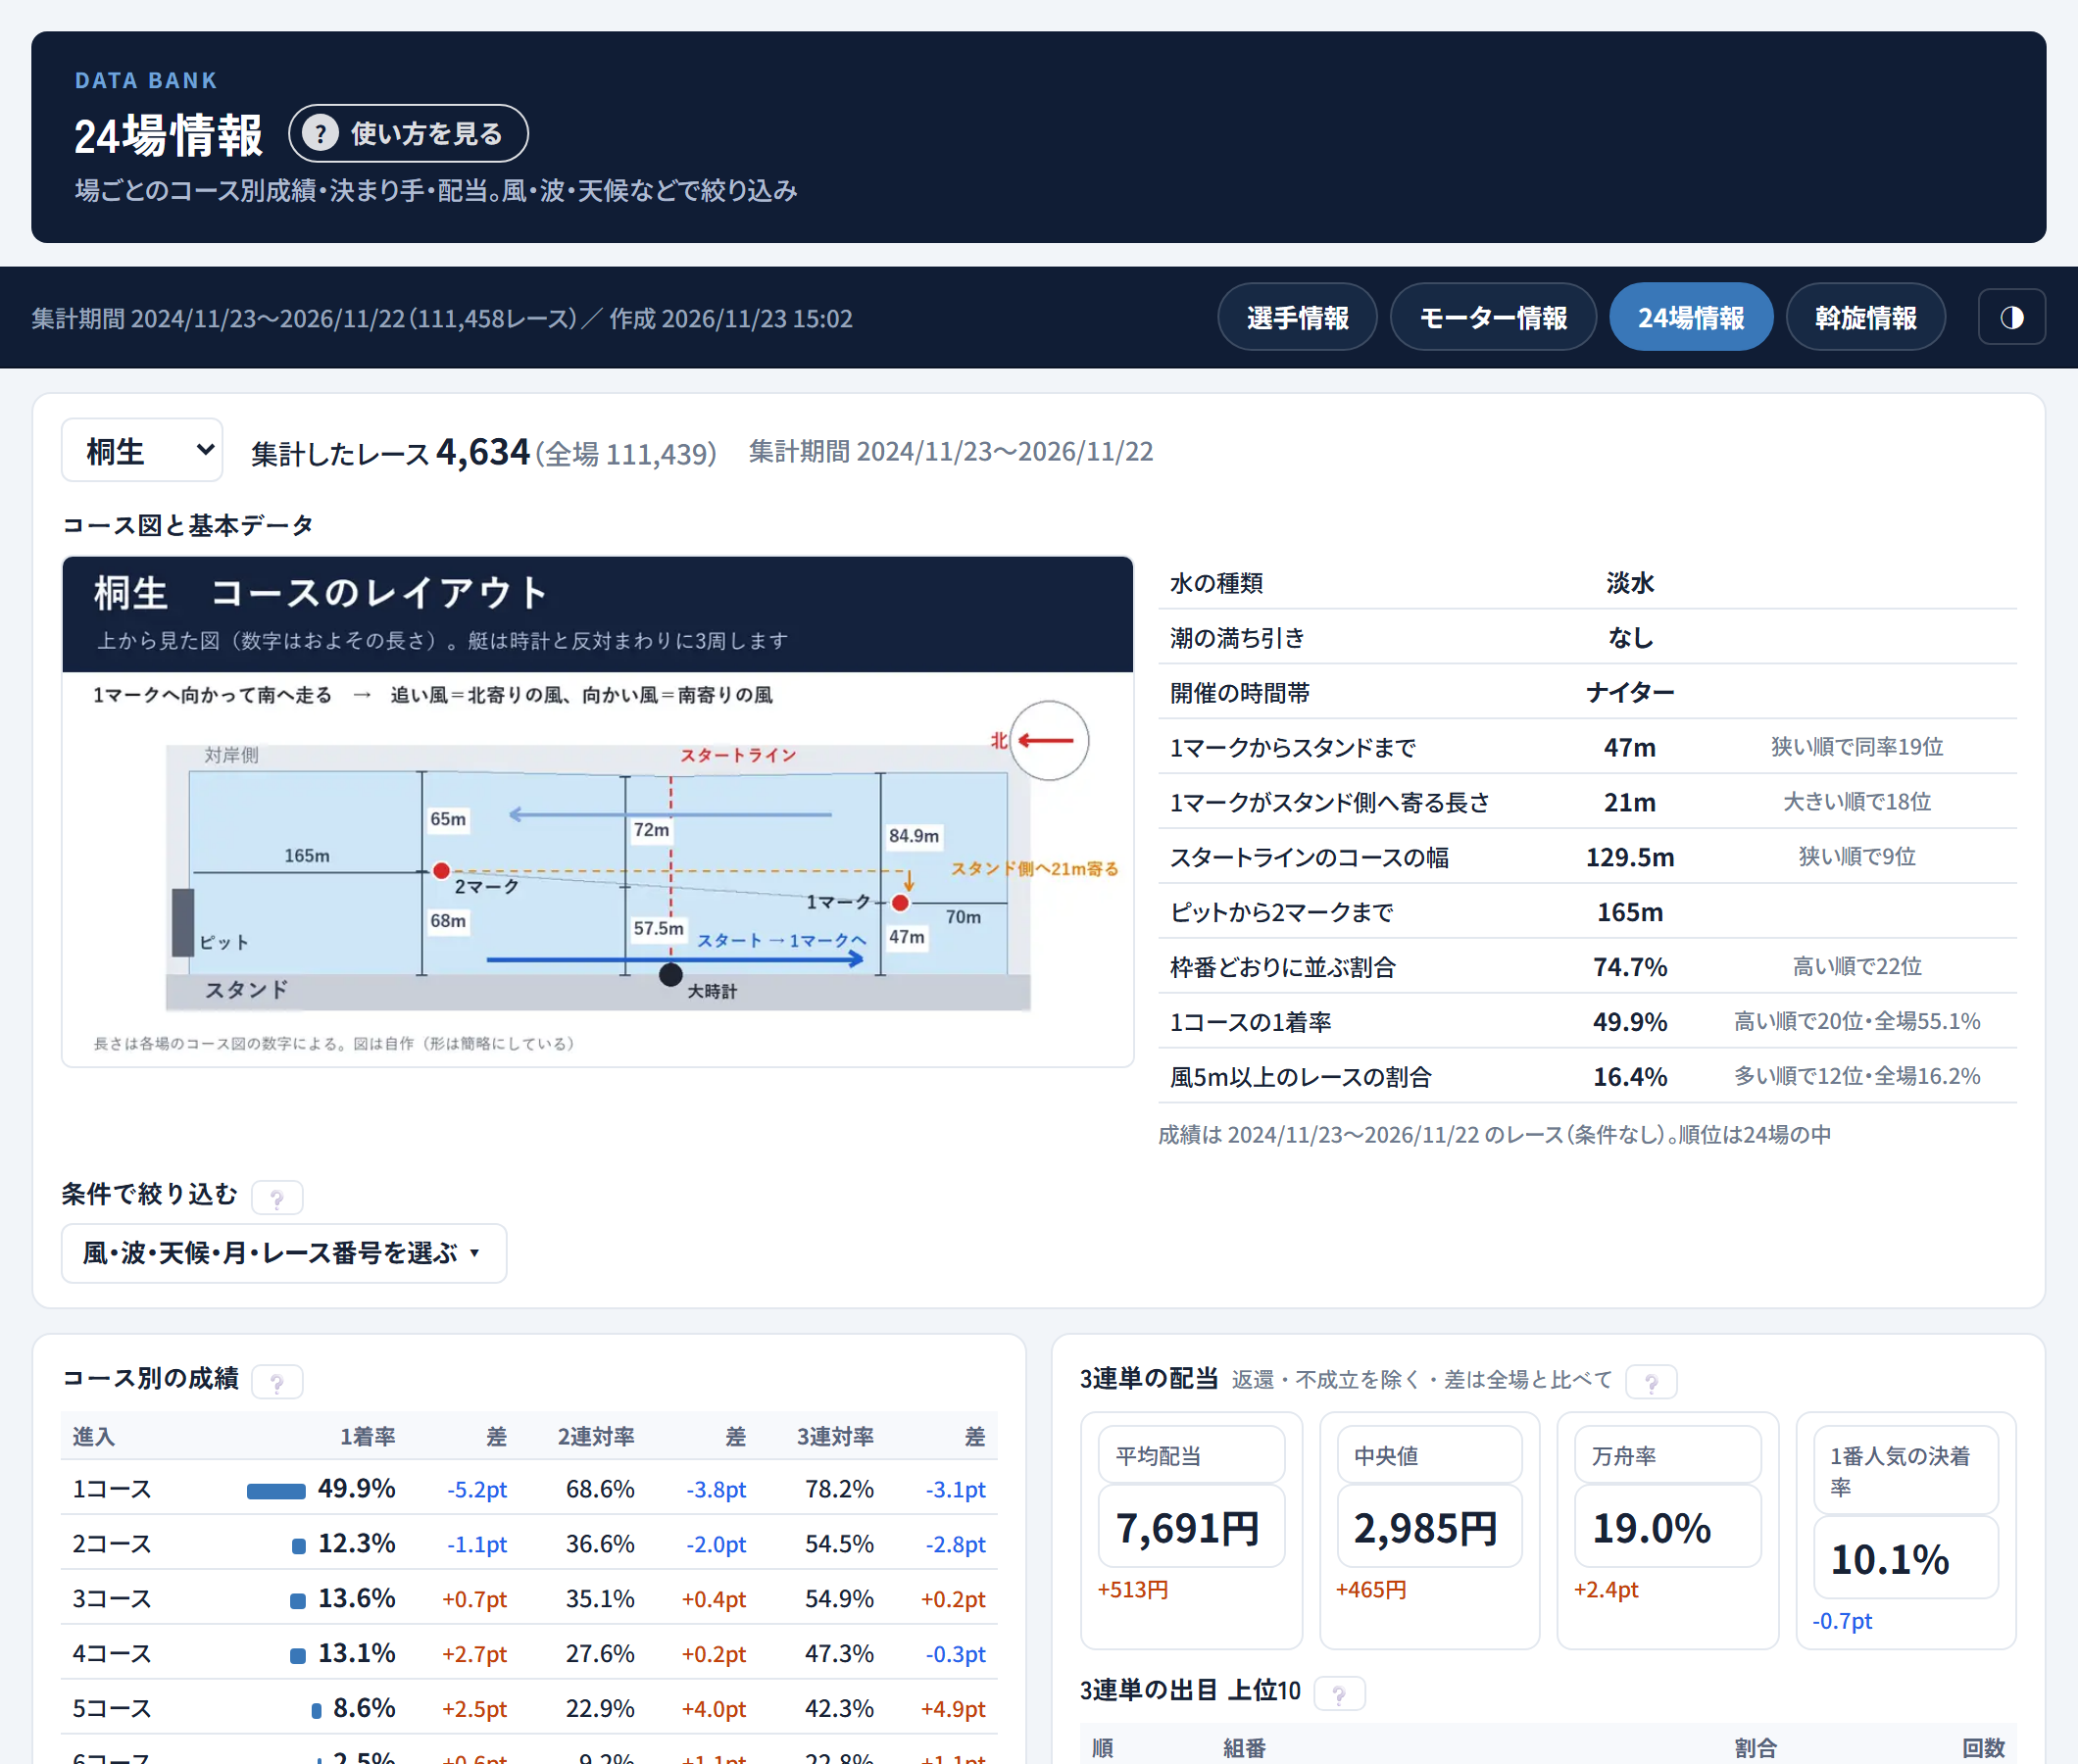 DATA BANK
24場情報
? 使い方を見る
場ごとのコース別成績・決まり手・配当。風・波・天候などで絞り込み
集計期間 2024/11/23〜2026/11/22（111,458レース）／ 作成 2026/11/23 15:02
選手情報
モーター情報
24場情報
斡旋情報
桐生
集計したレース 4,634（全場 111,439）
集計期間 2024/11/23〜2026/11/22
コース図と基本データ
桐生　コースのレイアウト
上から見た図（数字はおよその長さ）。艇は時計と反対まわりに3周します
1マークへ向かって南へ走る　→　追い風＝北寄りの風、向かい風＝南寄りの風
北
対岸側
スタートライン
65m
72m
84.9m
165m
スタンド側へ21m寄る
2マーク
1マーク
70m
68m
57.5m
47m
スタート → 1マークへ
ピット
スタンド
大時計
長さは各場のコース図の数字による。図は自作（形は簡略にしている）
水の種類 淡水
潮の満ち引き なし
開催の時間帯 ナイター
1マークからスタンドまで 47m 狭い順で同率19位
1マークがスタンド側へ寄る長さ 21m 大きい順で18位
スタートラインのコースの幅 129.5m 狭い順で9位
ピットから2マークまで 165m
枠番どおりに並ぶ割合 74.7% 高い順で22位
1コースの1着率 49.9% 高い順で20位・全場55.1%
風5m以上のレースの割合 16.4% 多い順で12位・全場16.2%
成績は 2024/11/23〜2026/11/22 のレース（条件なし）。順位は24場の中
条件で絞り込む ?
風・波・天候・月・レース番号を選ぶ ▾
コース別の成績 ?
進入 1着率 差 2連対率 差 3連対率 差
1コース 49.9% -5.2pt 68.6% -3.8pt 78.2% -3.1pt
2コース 12.3% -1.1pt 36.6% -2.0pt 54.5% -2.8pt
3コース 13.6% +0.7pt 35.1% +0.4pt 54.9% +0.2pt
4コース 13.1% +2.7pt 27.6% +0.2pt 47.3% -0.3pt
5コース 8.6% +2.5pt 22.9% +4.0pt 42.3% +4.9pt
6コース 2.5% +0.6pt 9.2% +1.1pt 22.8% +1.1pt
3連単の配当 返還・不成立を除く・差は全場と比べて ?
平均配当
7,691円
+513円
中央値
2,985円
+465円
万舟率
19.0%
+2.4pt
1番人気の決着
率
10.1%
-0.7pt
3連単の出目 上位10 ?
順 組番 割合 回数